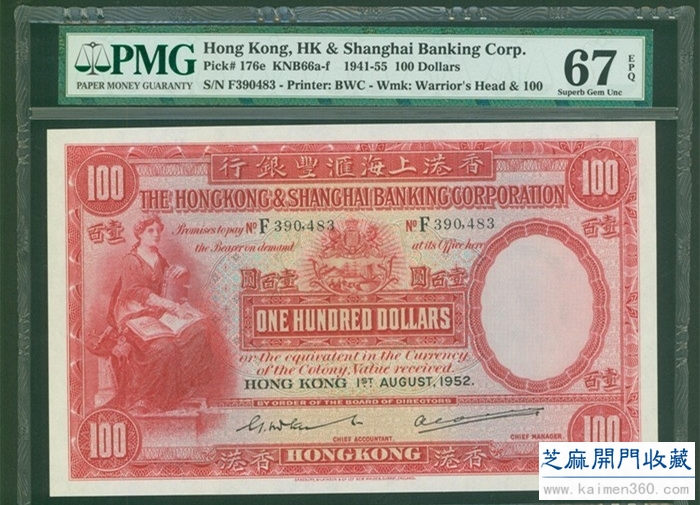 PMG
PAPER MONEY GUARANTY
Hong Kong, HK & Shanghai Banking Corp.
Pick# 176e KNB66a-f 1941-55 100 Dollars
S/N F390483 - Printer: BWC - Wmk: Warrior's Head & 100
67 EPQ
Superb Gem Unc
行銀豐滙海上港香
100 100
THE HONGKONG & SHANGHAI BANKING CORPORATION
百壹 Promises to pay Nº F 390,483 Nº F 390,483 百壹
the Bearer on demand at its Office here
圓百壹 圓百壹
ONE HUNDRED DOLLARS
or the equivalent in the Currency
of the Colony, Value received.
百壹
HONG KONG 1ST AUGUST, 1952.
BY ORDER OF THE BOARD OF DIRECTORS
CHIEF ACCOUNTANT. CHIEF MANAGER.
100 港香 HONGKONG 港香 100
芝麻開門收藏
www.kaimen360.com